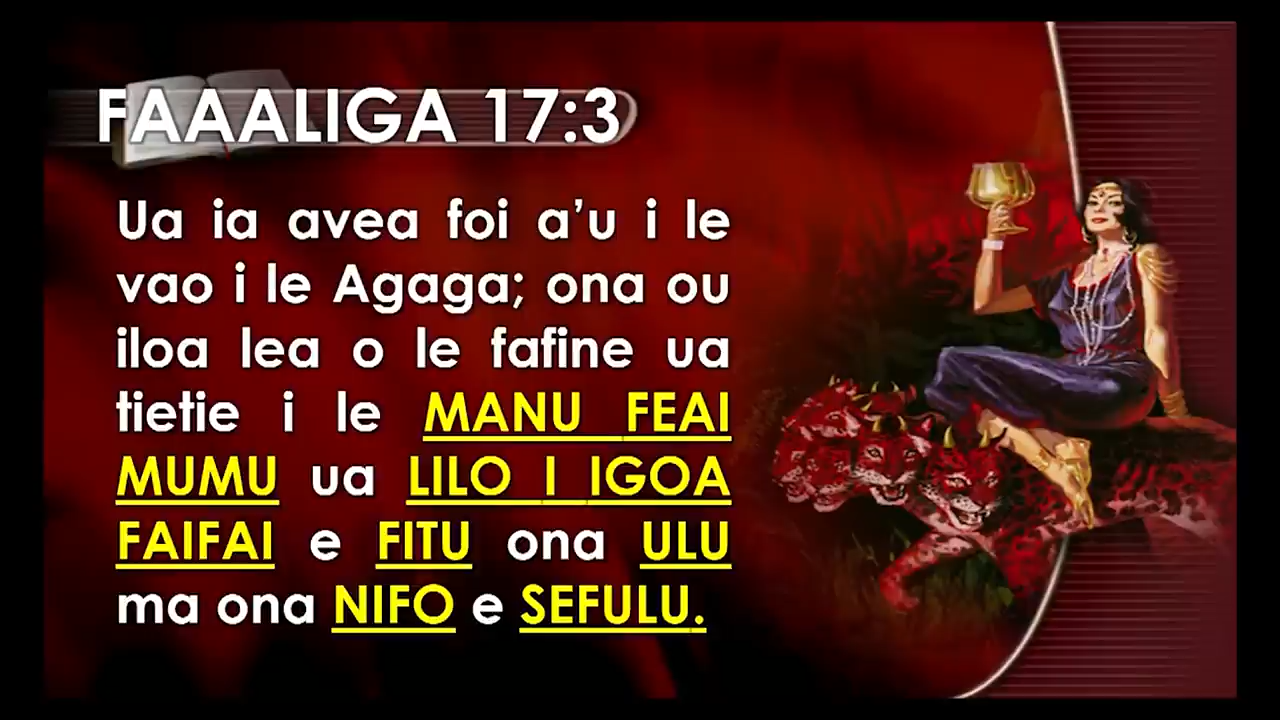 FAAALIGA 17:3
Ua ia avea foi a’u i le
vao i le Agaga; ona ou
iloa lea o le fafine ua
tietie i le MANU FEAI
MUMU ua LILO I IGOA
FAIFAI e FITU ona ULU
ma ona NIFO e SEFULU.